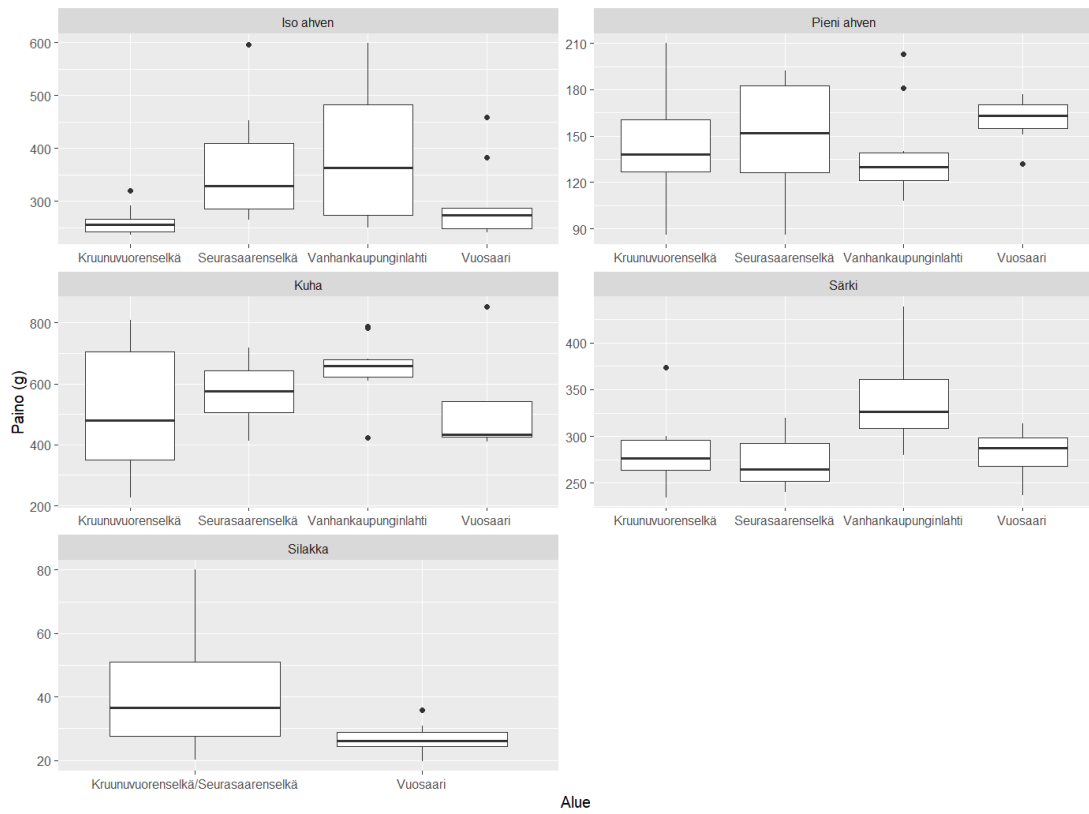 Iso ahven
Pieni ahven
600
500
400
300
210
180
150
120
90
Kruunuvuorenselkä Seurasaarenselkä Vanhankaupunginlahti Vuosaari
Kruunuvuorenselkä Seurasaarenselkä Vanhankaupunginlahti Vuosaari
Kuha
Särki
Paino (g)
800
600
400
200
400
350
300
250
Kruunuvuorenselkä Seurasaarenselkä Vanhankaupunginlahti Vuosaari
Kruunuvuorenselkä Seurasaarenselkä Vanhankaupunginlahti Vuosaari
Silakka
80
60
40
20
Kruunuvuorenselkä/Seurasaarenselkä Vuosaari
Alue